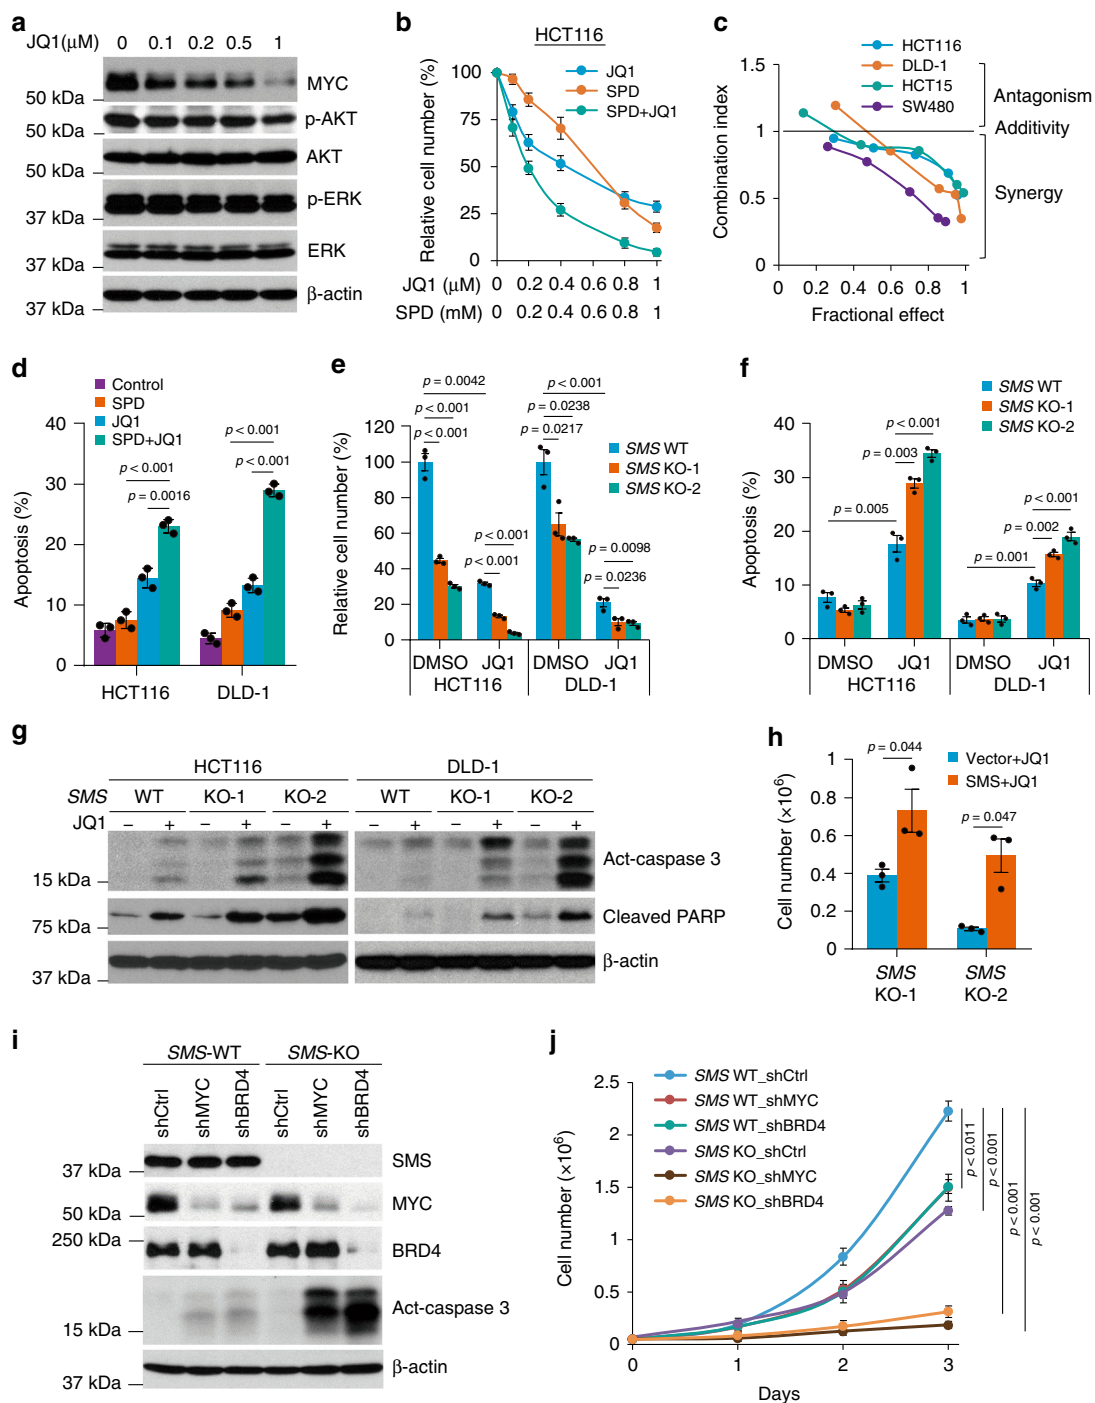 a
JQ1(μM) 0 0.1 0.2 0.5 1
MYC
50 kDa
p-AKT
50 kDa
AKT
50 kDa
p-ERK
37 kDa
ERK
37 kDa
β-actin
37 kDa
b
HCT116
JQ1
SPD
SPD+JQ1
Relative cell number (%)
100
75
50
25
0
JQ1 (μM) 0 0.2 0.4 0.6 0.8 1
SPD (mM) 0 0.2 0.4 0.6 0.8 1
c
HCT116
DLD-1
HCT15
SW480
Combination index
1.5
1
0.5
0
Antagonism
Additivity
Synergy
0 0.2 0.4 0.6 0.8 1
Fractional effect
d
Control
SPD
JQ1
SPD+JQ1
Apoptosis (%)
40
30
20
10
0
p < 0.001
p = 0.0016
p < 0.001
p < 0.001
HCT116 DLD-1
e
p = 0.0042
p < 0.001
p < 0.001
p < 0.001
p = 0.0238
p = 0.0217
SMS WT
SMS KO-1
SMS KO-2
Relative cell number (%)
120
100
80
60
40
20
0
p < 0.001
p < 0.001
p = 0.0098
p = 0.0236
DMSO JQ1 DMSO JQ1
HCT116 DLD-1
f
SMS WT
SMS KO-1
SMS KO-2
Apoptosis (%)
40
30
20
10
0
p < 0.001
p = 0.003
p = 0.005
p < 0.001
p = 0.002
p = 0.001
DMSO JQ1 DMSO JQ1
HCT116 DLD-1
g
HCT116 DLD-1
SMS WT KO-1 KO-2 WT KO-1 KO-2
JQ1 − + − + − + − + − + − +
Act-caspase 3
15 kDa
Cleaved PARP
75 kDa
β-actin
37 kDa
h
p = 0.044
Vector+JQ1
SMS+JQ1
p = 0.047
Cell number (×10⁶)
1
0.8
0.6
0.4
0.2
0
SMS KO-1
SMS KO-2
i
SMS-WT SMS-KO
shCtrl shMYC shBRD4 shCtrl shMYC shBRD4
SMS
37 kDa
MYC
50 kDa
250 kDa
BRD4
Act-caspase 3
15 kDa
β-actin
37 kDa
j
SMS WT_shCtrl
SMS WT_shMYC
SMS WT_shBRD4
SMS KO_shCtrl
SMS KO_shMYC
SMS KO_shBRD4
Cell number (×10⁶)
2.5
2
1.5
1
0.5
0
p < 0.011
p < 0.001
p < 0.001
p < 0.001
0 1 2 3
Days